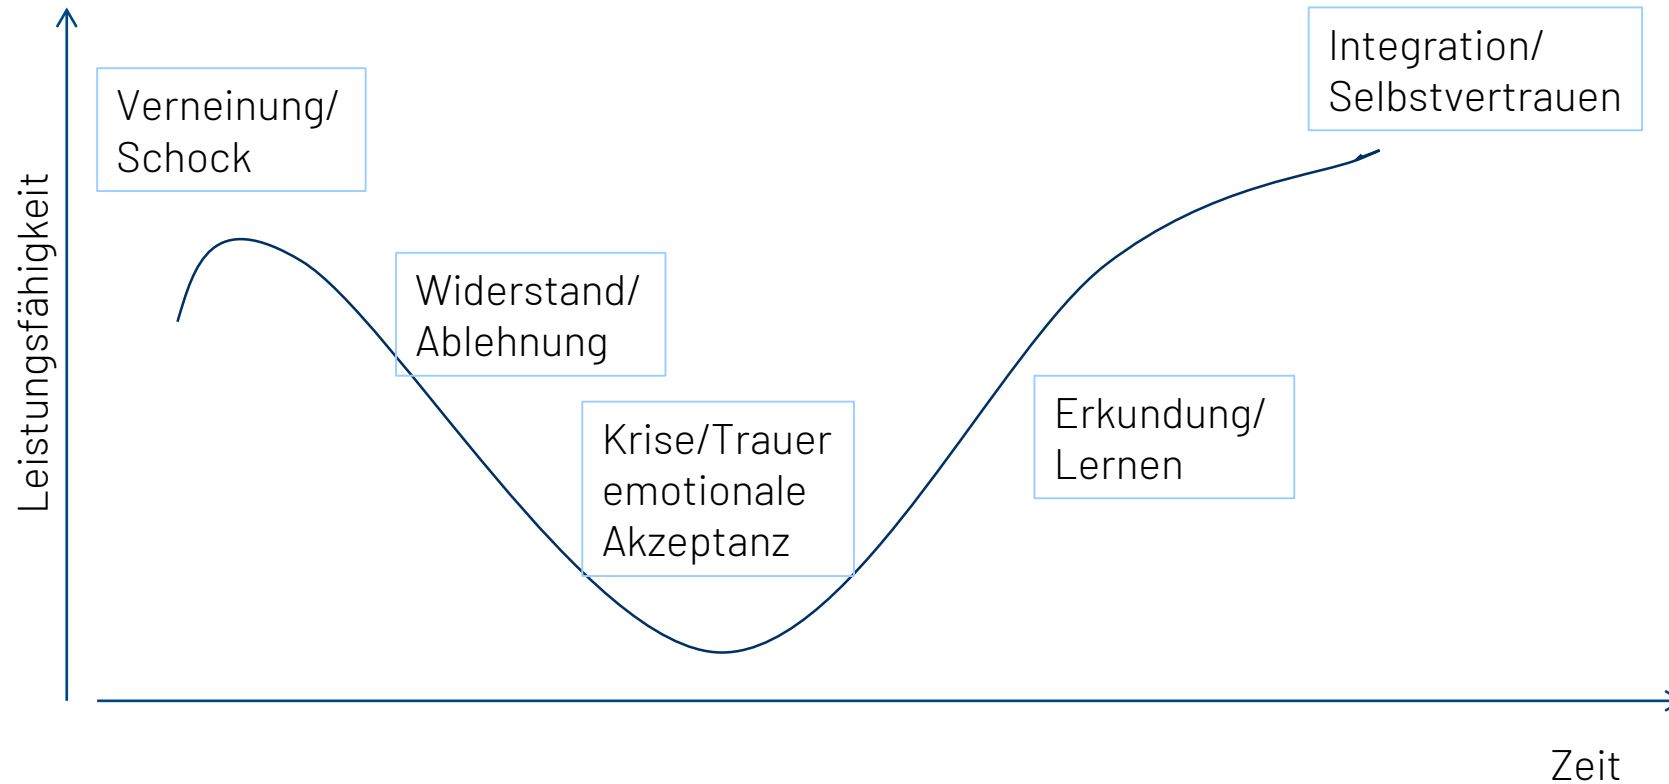 Leistungsfähigkeit
Verneinung/
Schock
Widerstand/
Ablehnung
Krise/Trauer
emotionale
Akzeptanz
Erkundung/
Lernen
Integration/
Selbstvertrauen
Zeit